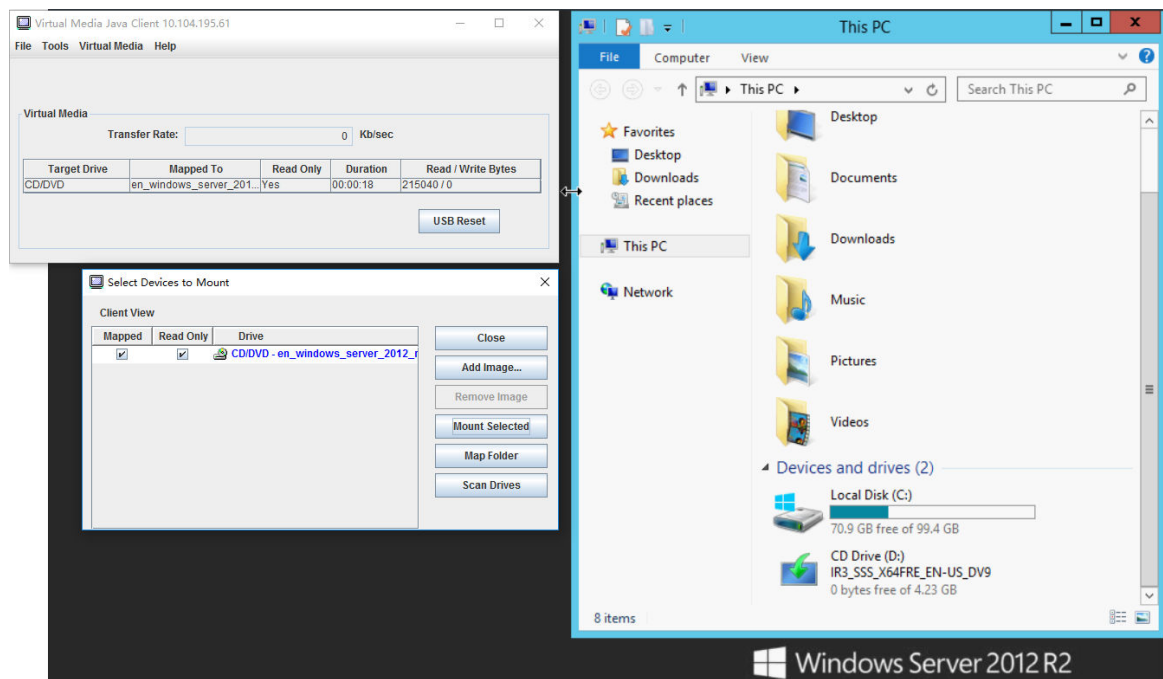 Virtual Media Java Client 10.104.195.61
File Tools Virtual Media Help
Virtual Media
Transfer Rate: 0 Kb/sec
Target Drive Mapped To Read Only Duration Read / Write Bytes
CD/DVD en_windows_server_201... Yes 00:00:18 215040 / 0
USB Reset
Select Devices to Mount
Client View
Mapped Read Only Drive
CD/DVD - en_windows_server_2012_r
Close
Add Image...
Remove Image
Mount Selected
Map Folder
Scan Drives
This PC
File Computer View
This PC
Search This PC
Favorites
Desktop
Downloads
Recent places
This PC
Network
Desktop
Documents
Downloads
Music
Pictures
Videos
Devices and drives (2)
Local Disk (C:)
70.9 GB free of 99.4 GB
CD Drive (D:)
IR3_SSS_X64FRE_EN-US_DV9
0 bytes free of 4.23 GB
8 items
Windows Server 2012 R2